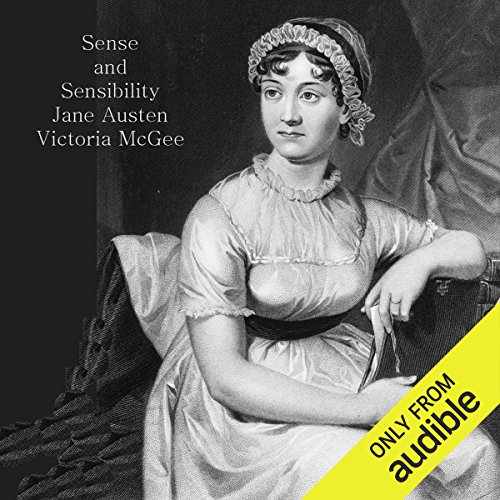 Sense
and
Sensibility
Jane Austen
Victoria McGee
ONLY FROM
audible